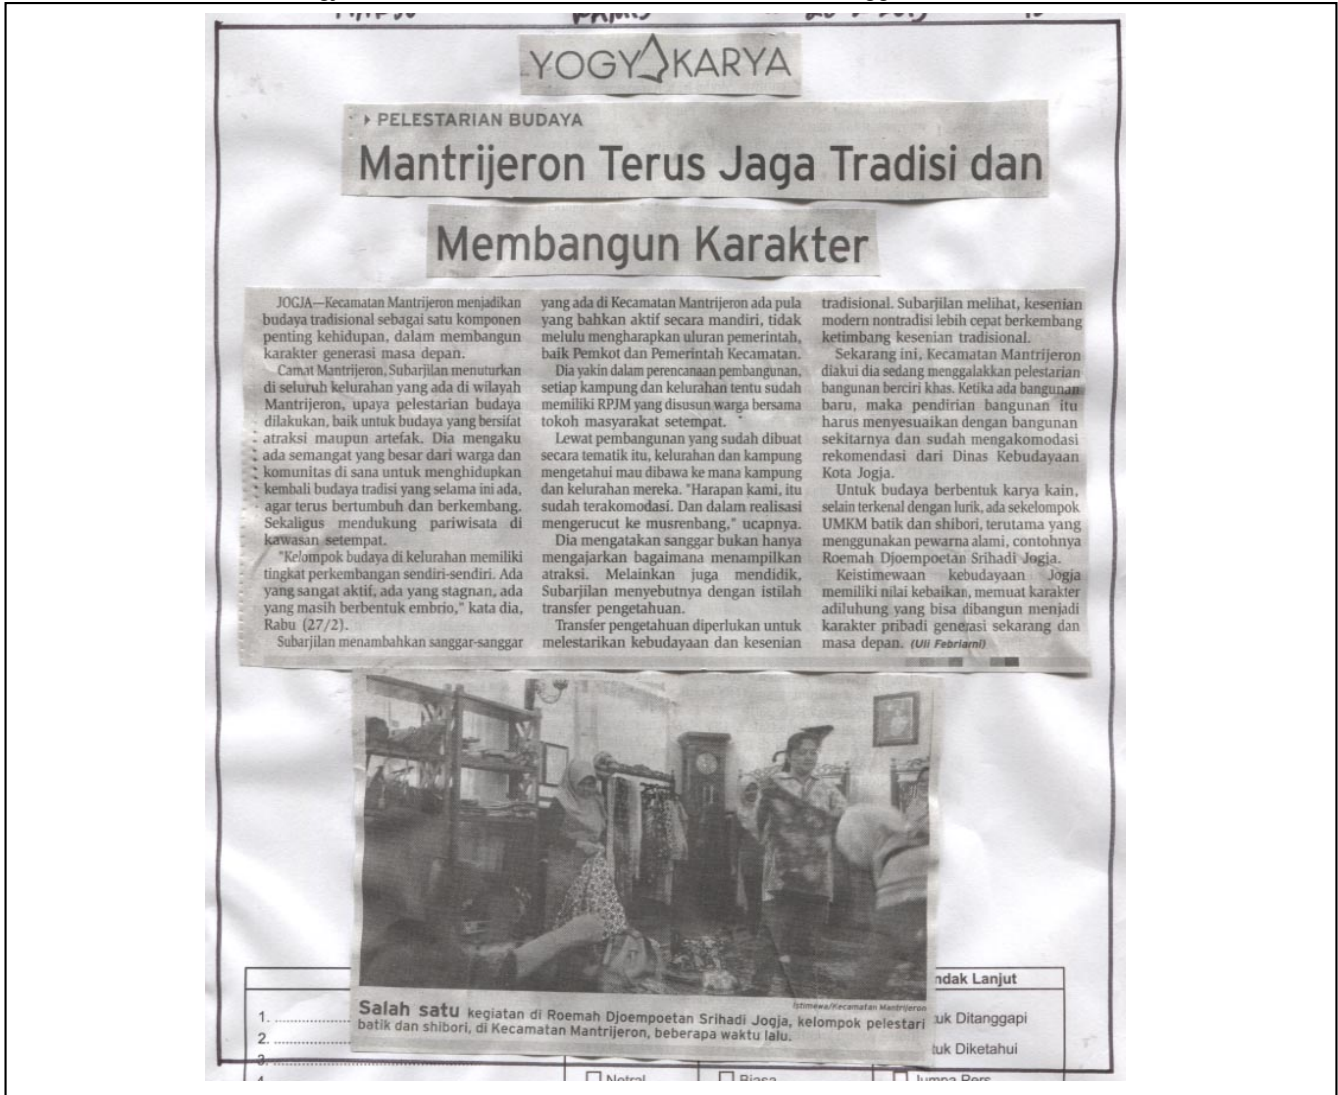 YOGYAKARYA
PELESTARIAN BUDAYA
Mantrijeron Terus Jaga Tradisi dan
Membangun Karakter
JOGJA—Kecamatan Mantrijeron menjadikan
budaya tradisional sebagai satu komponen
penting kehidupan, dalam membangun
karakter generasi masa depan.
Camat Mantrijeron, Subarjilan menuturkan
di seluruh kelurahan yang ada di wilayah
Mantrijeron, upaya pelestarian budaya
dilakukan, baik untuk budaya yang bersifat
atraksi maupun artefak. Dia mengaku
ada semangat yang besar dari warga dan
komunitas di sana untuk menghidupkan
kembali budaya tradisi yang selama ini ada,
agar terus bertumbuh dan berkembang.
Sekaligus mendukung pariwisata di
kawasan setempat.
"Kelompok budaya di kelurahan memiliki
tingkat perkembangan sendiri-sendiri. Ada
yang sangat aktif, ada yang stagnan, ada
yang masih berbentuk embrio," kata dia,
Rabu (27/2).
Subarjilan menambahkan sanggar-sanggar
yang ada di Kecamatan Mantrijeron ada pula
yang bahkan aktif secara mandiri, tidak
melulu mengharapkan uluran pemerintah,
baik Pemkot dan Pemerintah Kecamatan.
Dia yakin dalam perencanaan pembangunan,
setiap kampung dan kelurahan tentu sudah
memiliki RPJM yang disusun warga bersama
tokoh masyarakat setempat.
Lewat pembangunan yang sudah dibuat
secara tematik itu, kelurahan dan kampung
mengetahui mau dibawa ke mana kampung
dan kelurahan mereka. "Harapan kami, itu
sudah terakomodasi. Dan dalam realisasi
mengerucut ke musrenbang," ucapnya.
Dia mengatakan sanggar bukan hanya
mengajarkan bagaimana menampilkan
atraksi. Melainkan juga mendidik,
Subarjilan menyebutnya dengan istilah
transfer pengetahuan.
Transfer pengetahuan diperlukan untuk
melestarikan kebudayaan dan kesenian
tradisional. Subarjilan melihat, kesenian
modern nontradisi lebih cepat berkembang
ketimbang kesenian tradisional.
Sekarang ini, Kecamatan Mantrijeron
diakui dia sedang menggalakkan pelestarian
bangunan berciri khas. Ketika ada bangunan
baru, maka pendirian bangunan itu
harus menyesuaikan dengan bangunan
sekitarnya dan sudah mengakomodasi
rekomendasi dari Dinas Kebudayaan
Kota Jogja.
Untuk budaya berbentuk karya kain,
selain terkenal dengan lurik, ada sekelompok
UMKM batik dan shibori, terutama yang
menggunakan pewarna alami, contohnya
Roemah Djoempoetan Srihadi Jogja.
Keistimewaan kebudayaan Jogja
memiliki nilai kebaikan, memuat karakter
adiluhung yang bisa dibangun menjadi
karakter pribadi generasi sekarang dan
masa depan. (Uli Febriarni)
Istimewa/Kecamatan Mantrijeron
Salah satu kegiatan di Roemah Djoempoetan Srihadi Jogja, kelompok pelestari
batik dan shibori, di Kecamatan Mantrijeron, beberapa waktu lalu.
ndak Lanjut
1. uk Ditanggapi
2. tuk Diketahui
3.
4. Netral Biasa Jumpa Pers